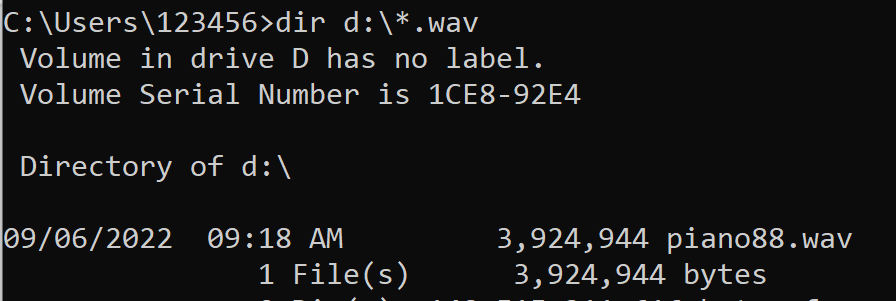 C:\Users\123456>dir d:\*.wav
Volume in drive D has no label.
Volume Serial Number is 1CE8-92E4
Directory of d:\
09/06/2022 09:18 AM 3,924,944 piano88.wav
1 File(s) 3,924,944 bytes